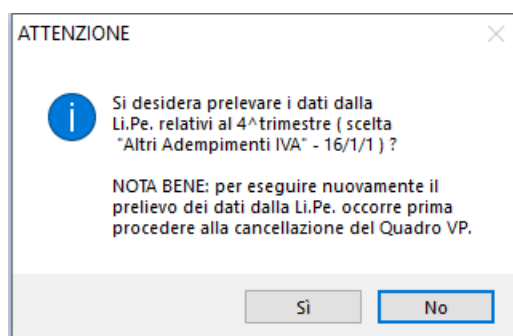 ATTENZIONE
Si desidera prelevare i dati dalla
Li.Pe. relativi al 4^trimestre ( scelta
"Altri Adempimenti IVA" - 16/1/1 ) ?
NOTA BENE: per eseguire nuovamente il
prelievo dei dati dalla Li.Pe. occorre prima
procedere alla cancellazione del Quadro VP.
Sì
No